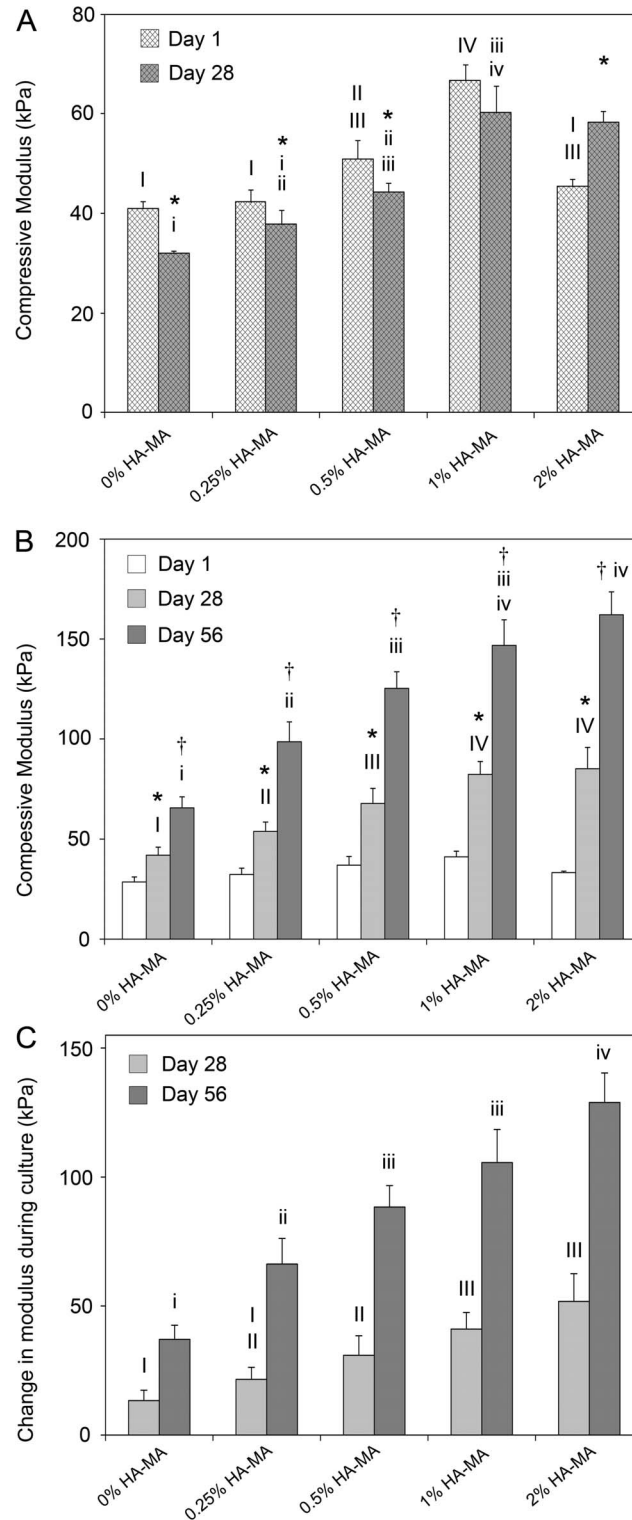 A
Compressive Modulus (kPa)
80
60
40
20
0
Day 1
Day 28
I
*
i
I
*
i
ii
II
III
*
ii
iii
IV
iii
iv
I
III
*
0% HA-MA
0.25% HA-MA
0.5% HA-MA
1% HA-MA
2% HA-MA
B
Compessive Modulus (kPa)
200
150
100
50
0
Day 1
Day 28
Day 56
*
I
†
i
*
II
†
ii
*
III
†
iii
*
IV
†
iii
iv
*
IV
† iv
0% HA-MA
0.25% HA-MA
0.5% HA-MA
1% HA-MA
2% HA-MA
C
Change in modulus during culture (kPa)
150
100
50
0
Day 28
Day 56
I
i
I
II
ii
II
iii
III
iii
III
iv
0% HA-MA
0.25% HA-MA
0.5% HA-MA
1% HA-MA
2% HA-MA